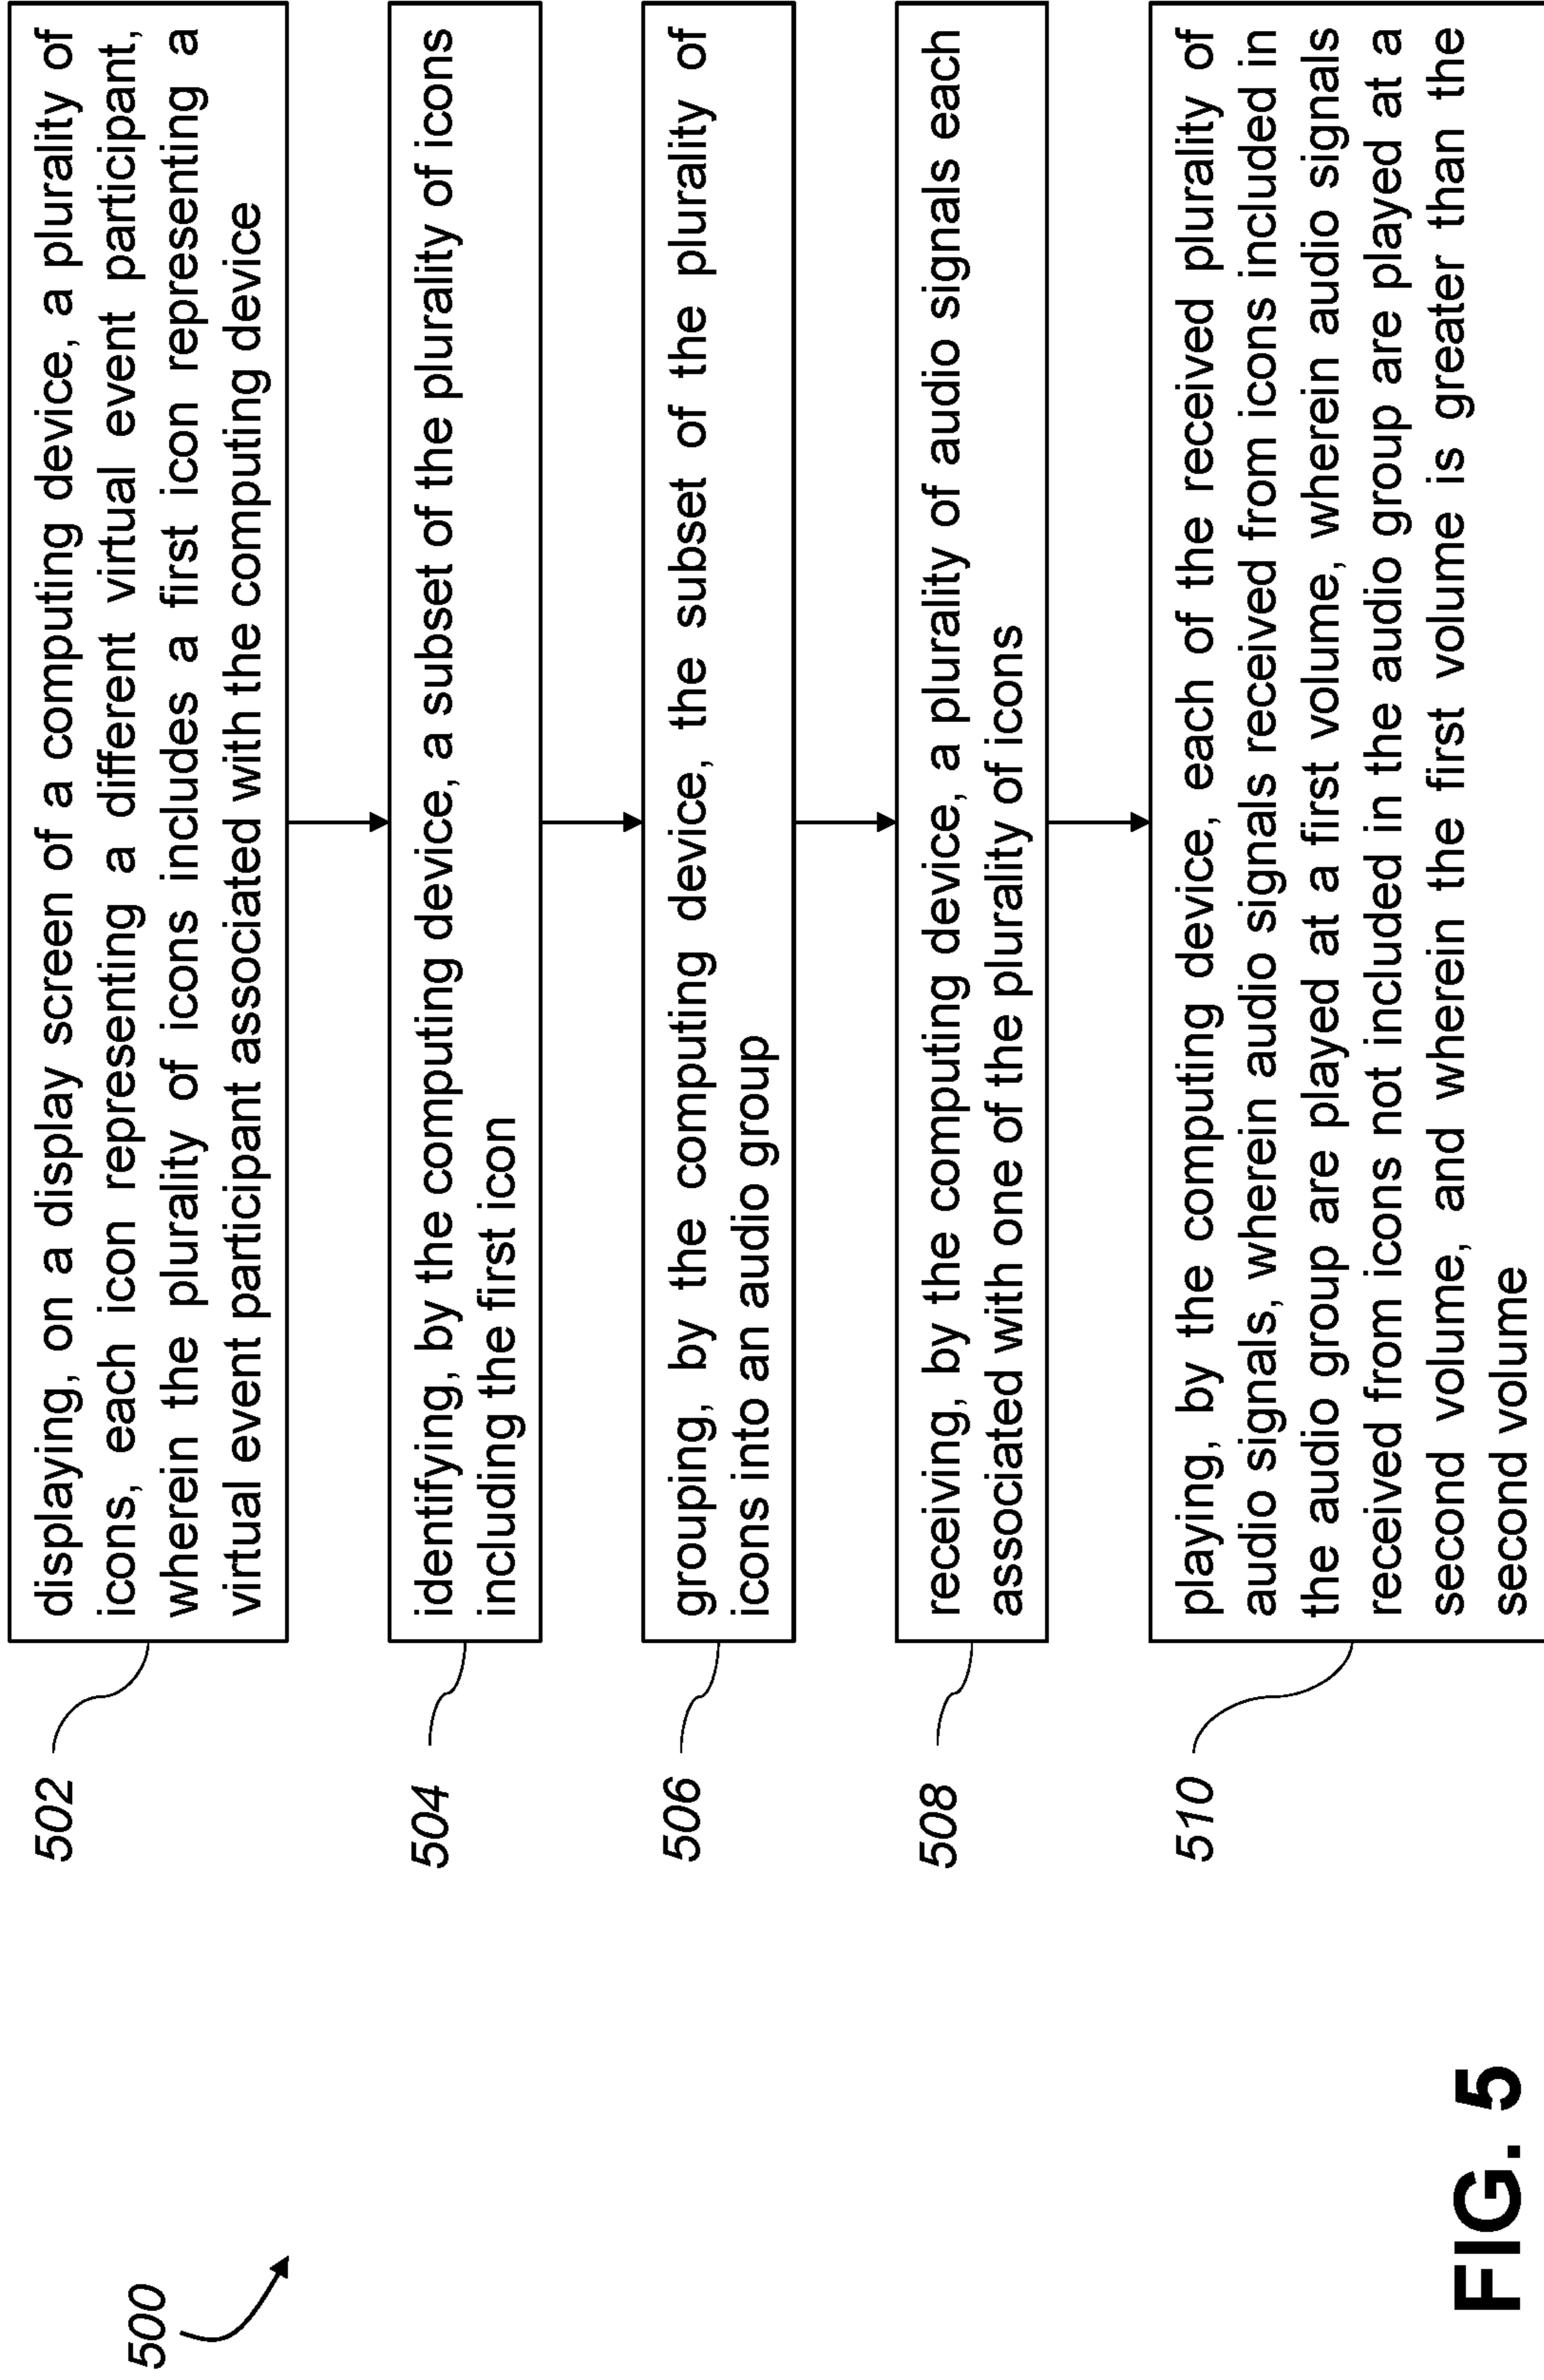 500
502
displaying, on a display screen of a computing device, a plurality of
icons, each icon representing a different virtual event participant,
wherein the plurality of icons includes a first icon representing a
virtual event participant associated with the computing device
504
identifying, by the computing device, a subset of the plurality of icons
including the first icon
506
grouping, by the computing device, the subset of the plurality of
icons into an audio group
508
receiving, by the computing device, a plurality of audio signals each
associated with one of the plurality of icons
510
playing, by the computing device, each of the received plurality of
audio signals, wherein audio signals received from icons included in
the audio group are played at a first volume, wherein audio signals
received from icons not included in the audio group are played at a
second volume, and wherein the first volume is greater than the
second volume
FIG. 5